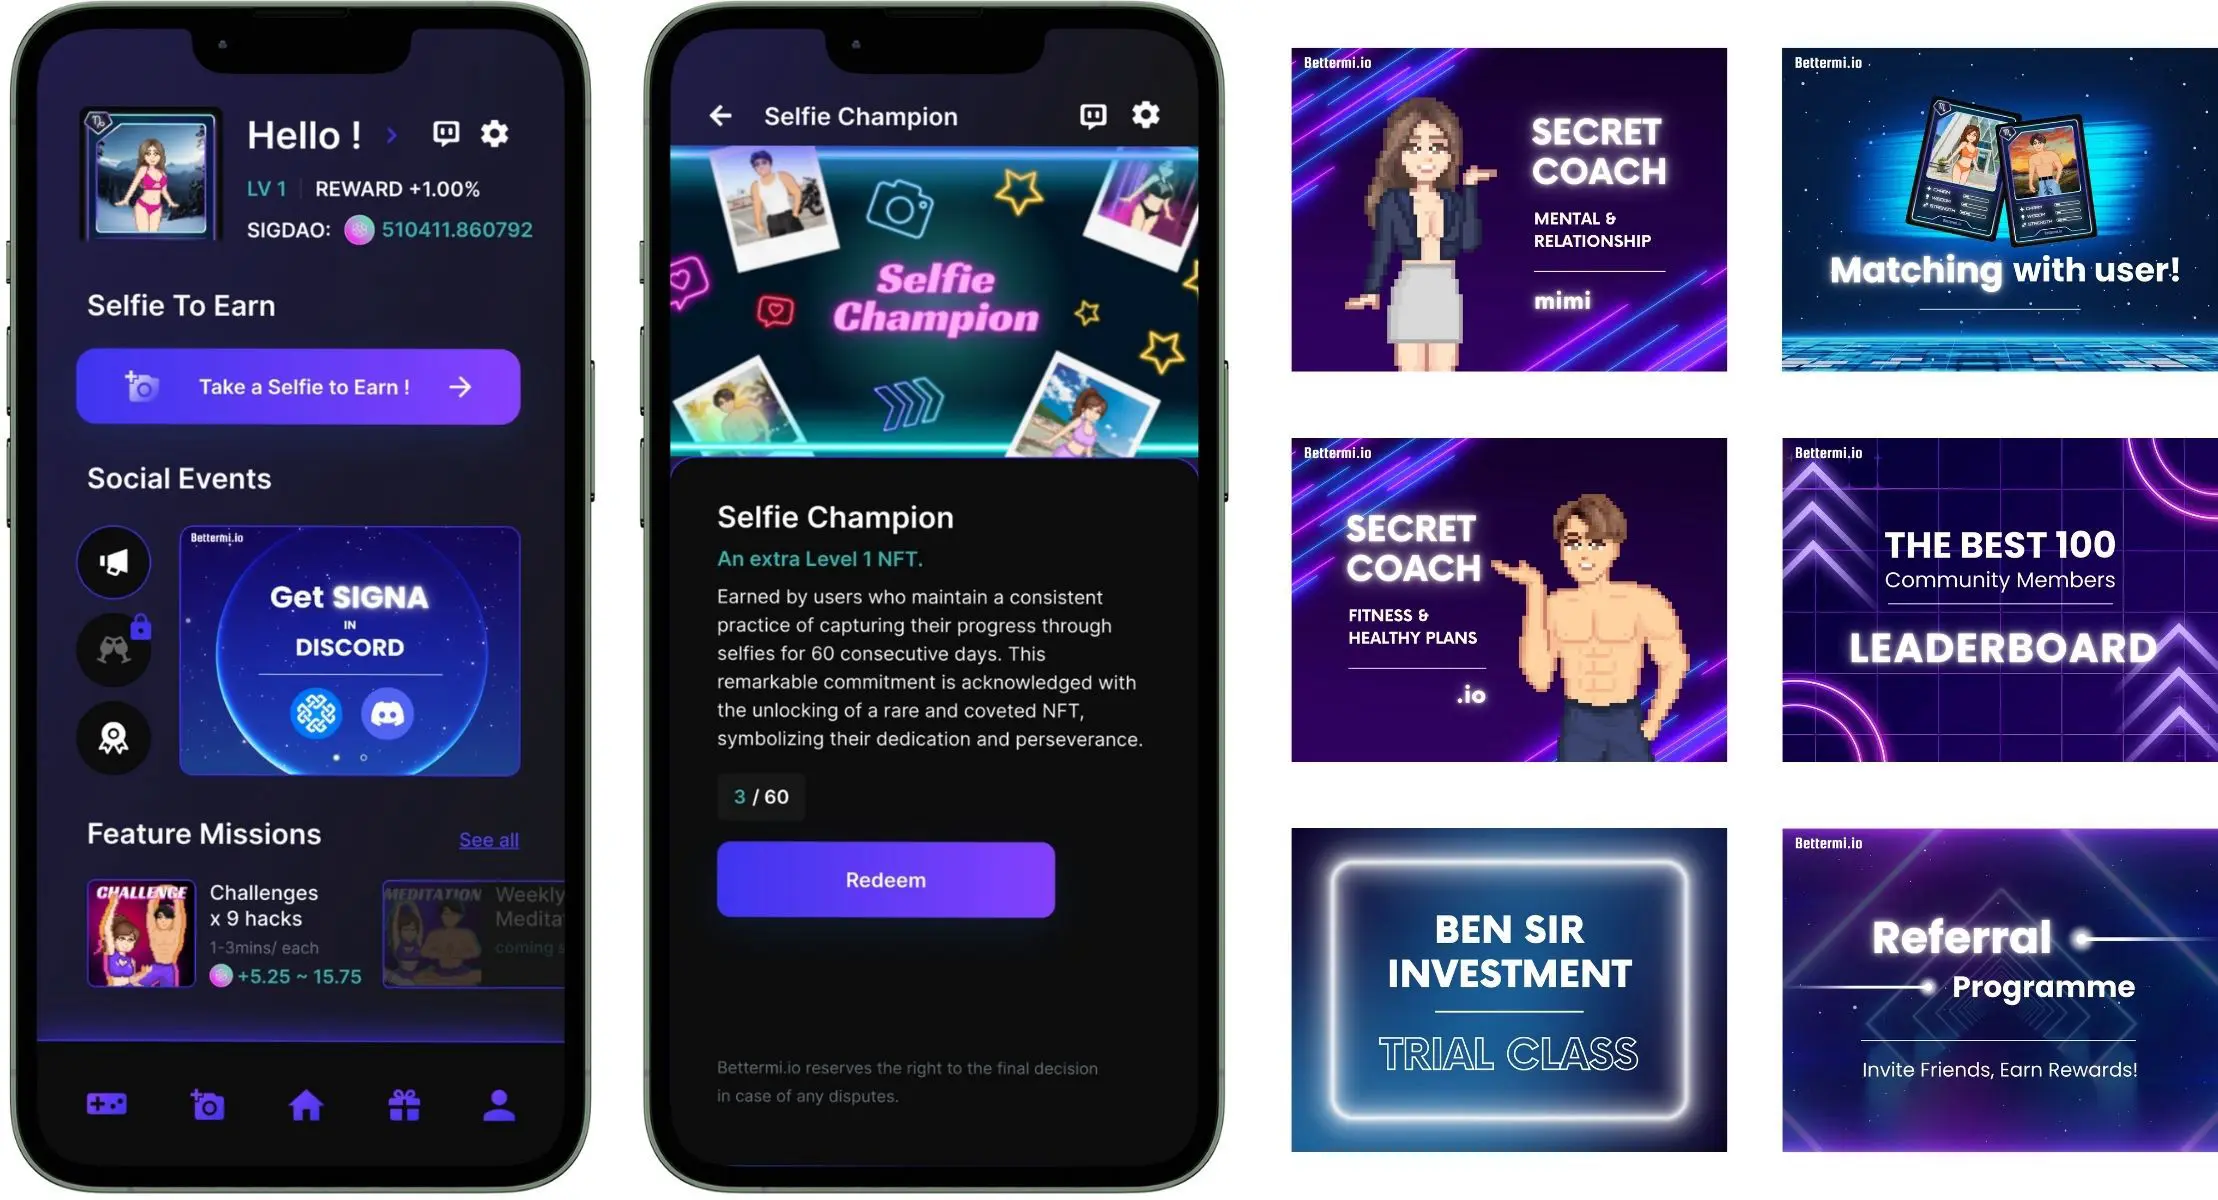 Hello !
LV 1 REWARD +1.00%
SIGDAO: 510411.860792
Selfie To Earn
Take a Selfie to Earn !
Social Events
Bettermi.io
Get SIGNA
IN
DISCORD
Feature Missions
See all
CHALLENGE
Challenges
x 9 hacks
1-3mins/ each
+5.25 ~ 15.75
MEDITATION
Weekly
coming
Selfie Champion
Selfie
Champion
Selfie Champion
An extra Level 1 NFT.
Earned by users who maintain a consistent
practice of capturing their progress through
selfies for 60 consecutive days. This
remarkable commitment is acknowledged with
the unlocking of a rare and coveted NFT,
symbolizing their dedication and perseverance.
3 / 60
Redeem
Bettermi.io reserves the right to the final decision
in case of any disputes.
Bettermi.io
SECRET
COACH
MENTAL &
RELATIONSHIP
mimi
Bettermi.io
CHARM
WISDOM
STRENGTH
CHARM
WISDOM
STRENGTH
Matching with user!
Bettermi.io
SECRET
COACH
FITNESS &
HEALTHY PLANS
.io
Bettermi.io
THE BEST 100
Community Members
LEADERBOARD
BEN SIR
INVESTMENT
TRIAL CLASS
Bettermi.io
Referral
Programme
Invite Friends, Earn Rewards!